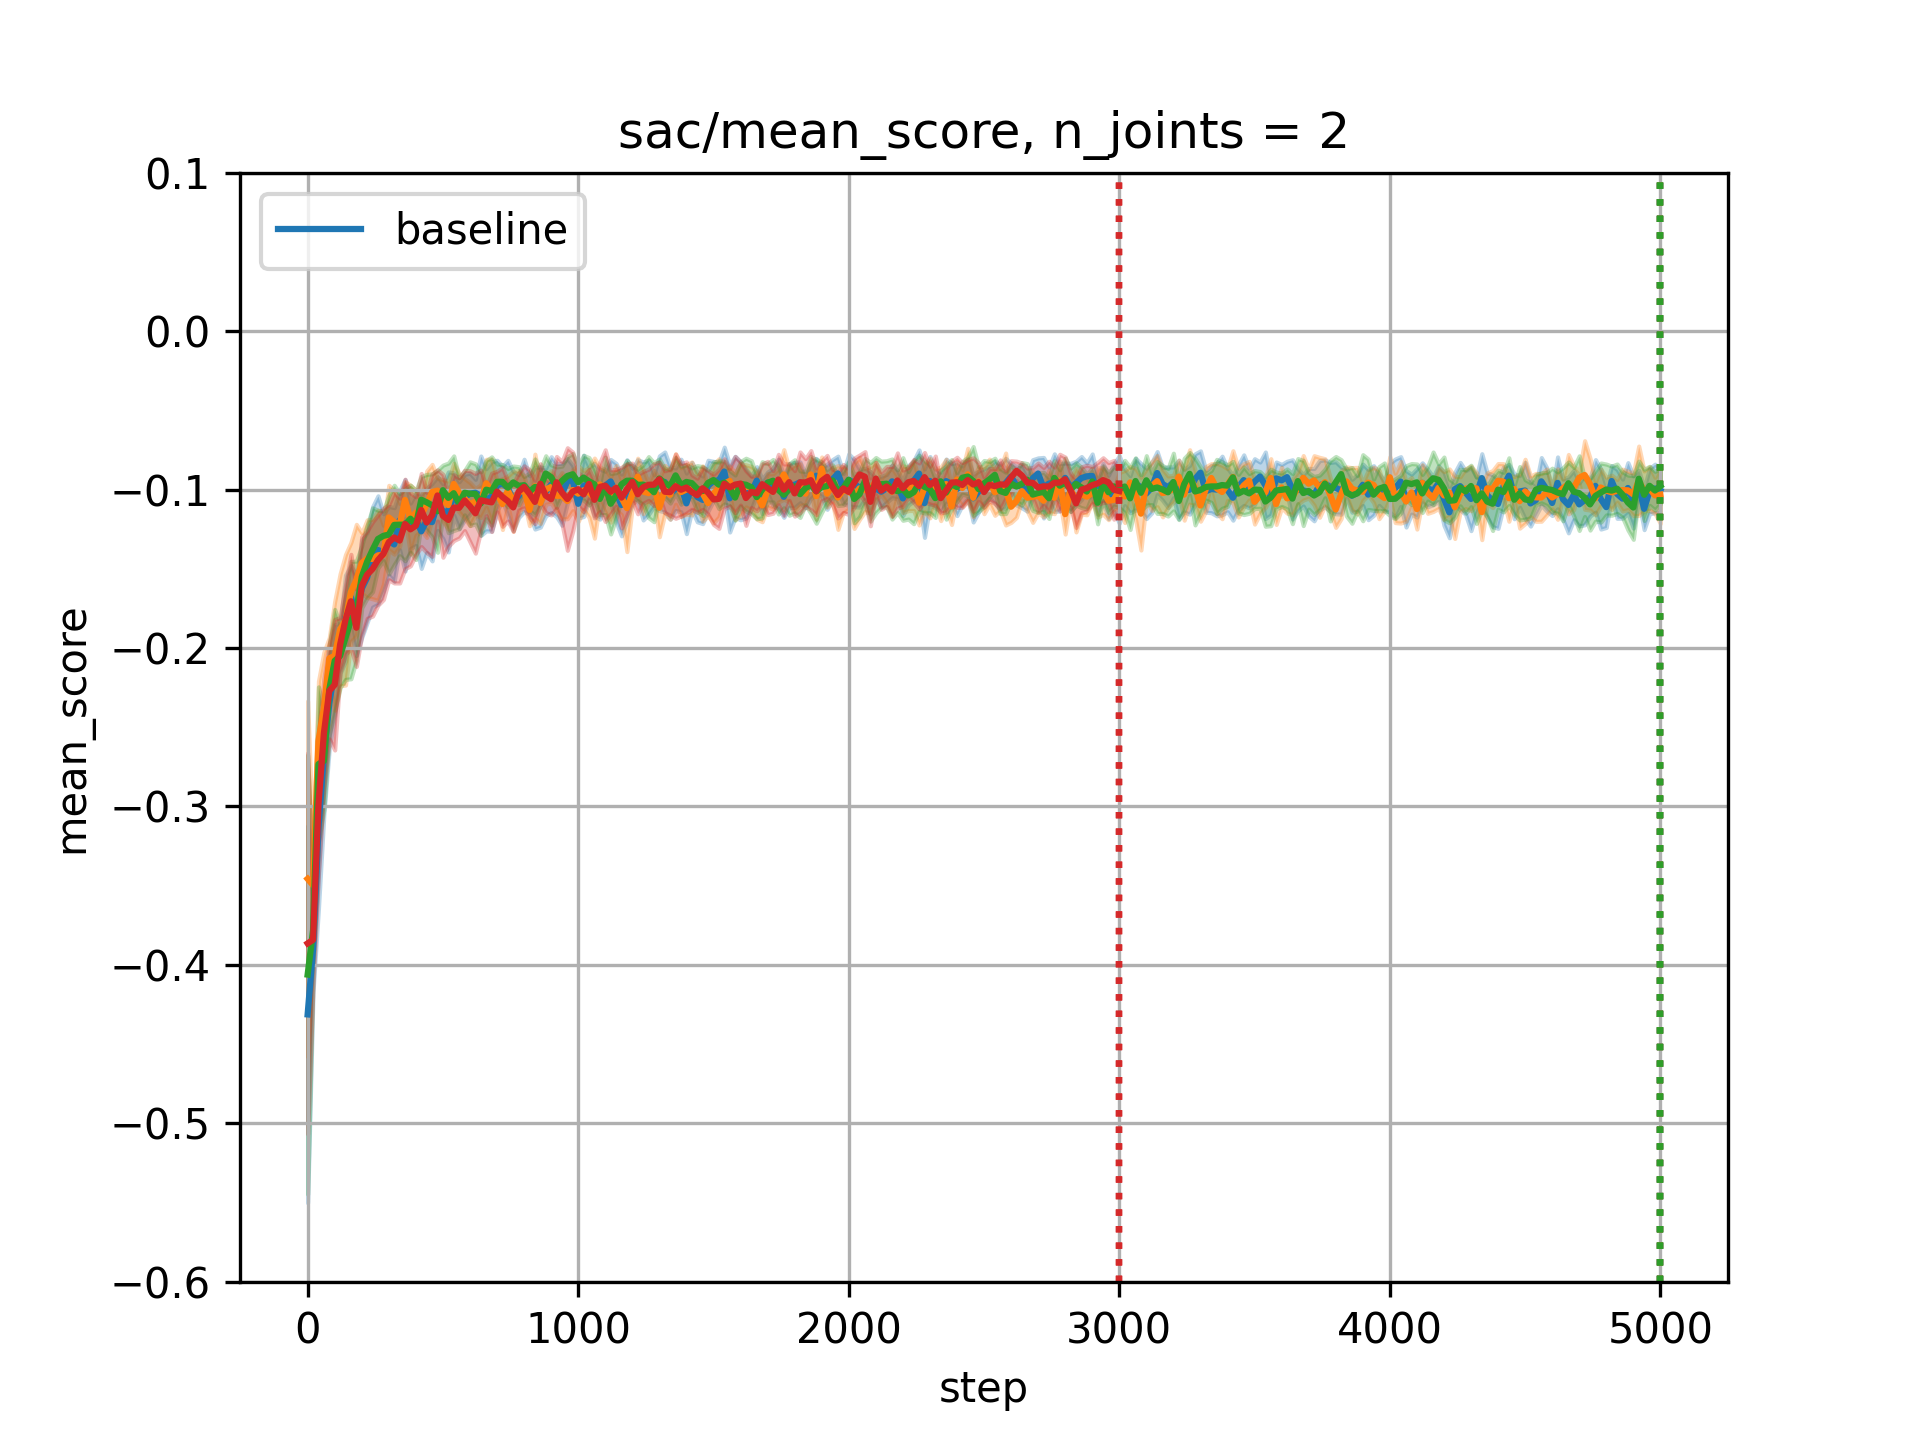 sac/mean_score, n_joints = 2
baseline
0.1
0.0
−0.1
−0.2
−0.3
−0.4
−0.5
−0.6
mean_score
0 1000 2000 3000 4000 5000
step